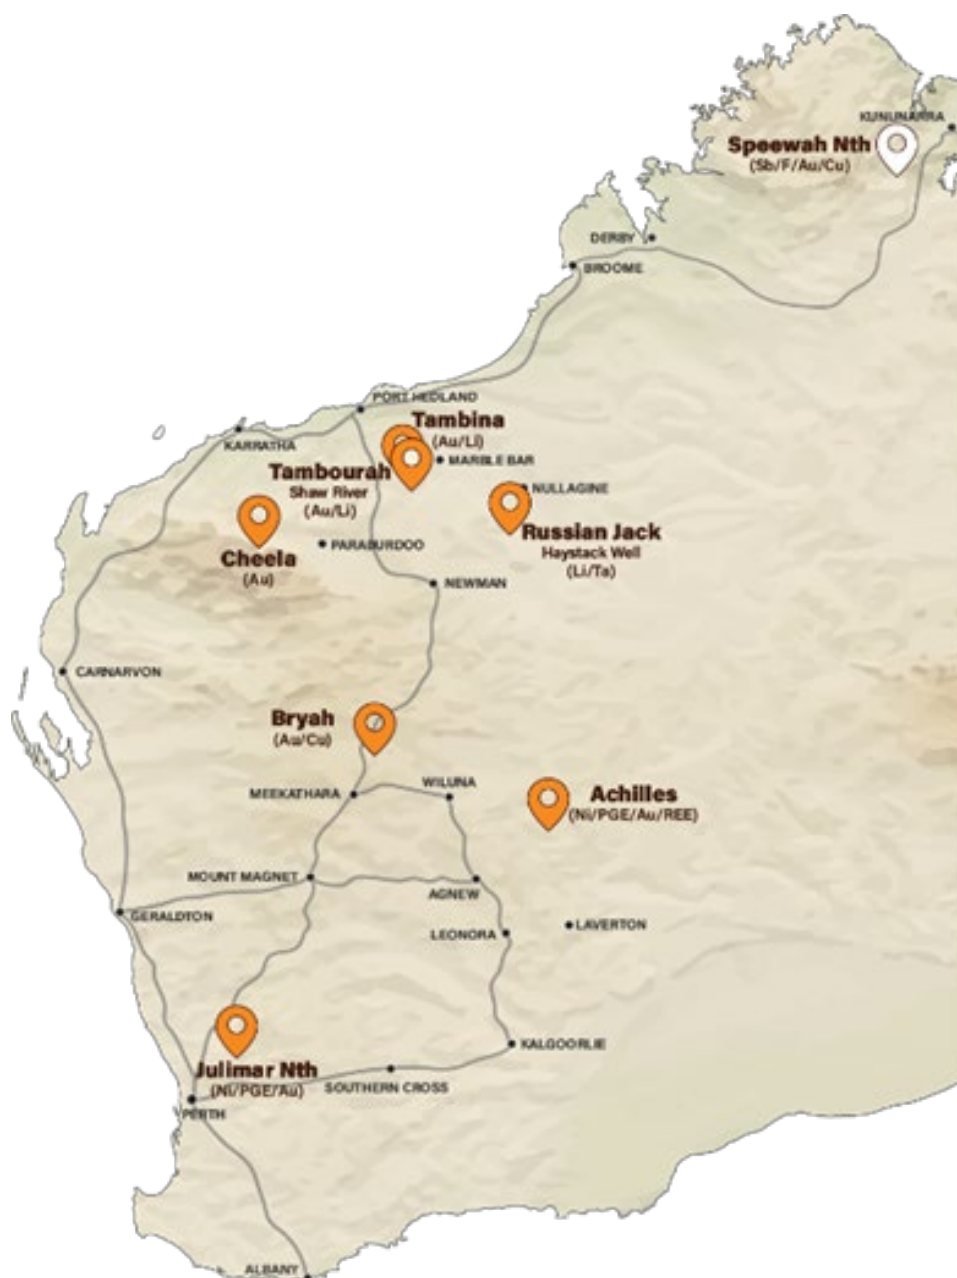 KUNUNARRA
Speewah Nth
(Sb/F/Au/Cu)
DERBY
BROOME
PORT HEDLAND
Tambina
(Au/Li)
KARRATHA
MARBLE BAR
Tambourah
Shaw River
(Au/Li)
NULLAGINE
Russian Jack
Haystack Well
(Li/Ta)
PARABURDOO
Cheela
(Au)
NEWMAN
CARNARVON
Bryah
(Au/Cu)
WILUNA
MEEKATHARA
Achilles
(Ni/PGE/Au/REE)
MOUNT MAGNET
AGNEW
GERALDTON
LAVERTON
LEONORA
KALGOORLIE
Julimar Nth
(Ni/PGE/Au)
SOUTHERN CROSS
PERTH
ALBANY